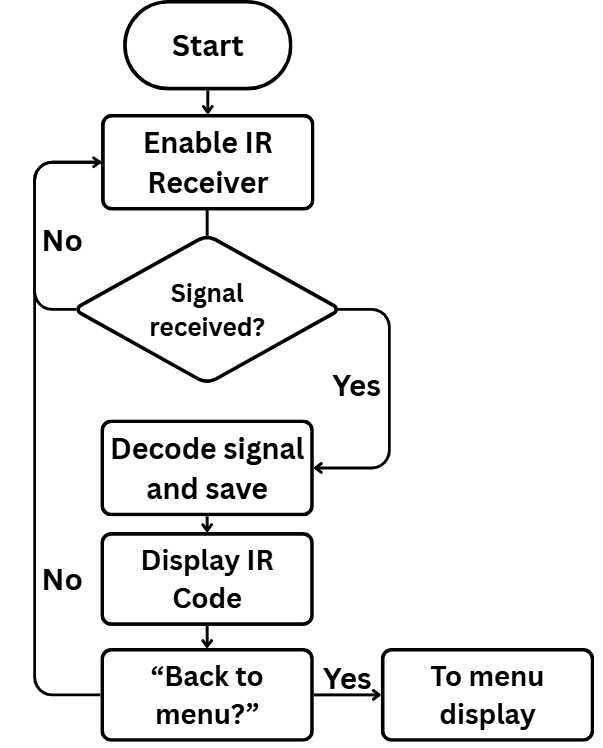 Start
Enable IR
Receiver
No
Signal
received?
Yes
Decode signal
and save
Display IR
Code
No
“Back to
menu?”
Yes
To menu
display